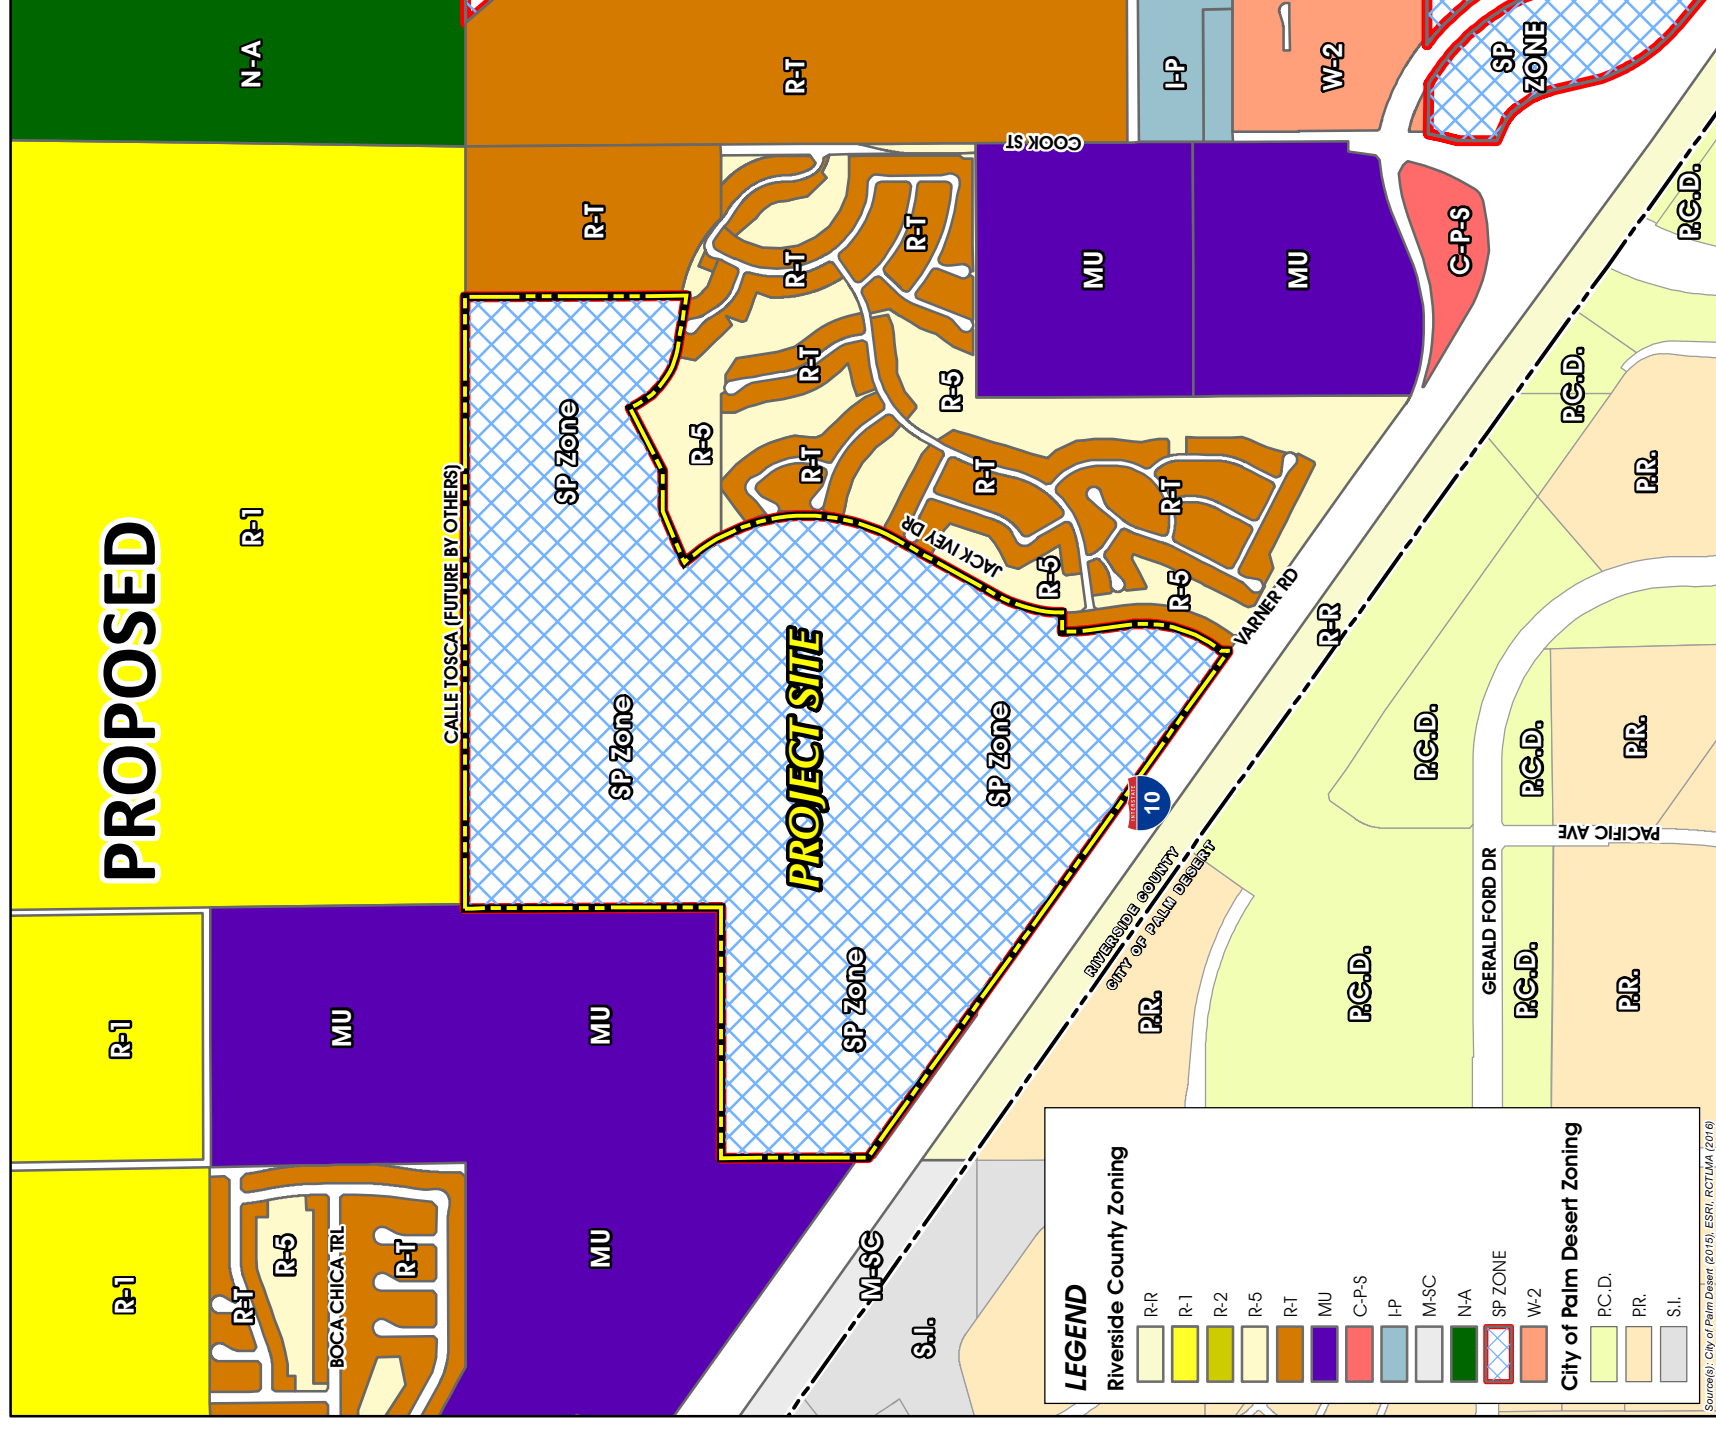 PROPOSED
N-A
R-T
I-P
W-2
SP
ZONE
COOK ST
R-1
R-T
R-T
R-T
MU
MU
C-P-S
P.C.D.
CALLE TOSCA (FUTURE BY OTHERS)
SP Zone
R-5
R-T
R-T
R-5
R-T
R-T
JACK IVEY DR
R-5
R-5
VARNER RD
R-R
P.C.D.
P.R.
SP Zone
PROJECT SITE
SP Zone
SP Zone
INTERSTATE
10
P.C.D.
P.C.D.
P.R.
PACIFIC AVE
GERALD FORD DR
RIVERSIDE COUNTY
CITY OF PALM DESERT
P.R.
P.C.D.
P.C.D.
P.R.
R-1
MU
MU
R-1
R-T
R-5
BOCA CHICA TRL
R-T
MU
M-SC
S.I.
LEGEND
Riverside County Zoning
R-R
R-1
R-2
R-5
R-T
MU
C-P-S
I-P
M-SC
N-A
SP ZONE
W-2
City of Palm Desert Zoning
P.C.D.
P.R.
S.I.
Source(s): City of Palm Desert (2015), ESRI, RCTLMA (2016)